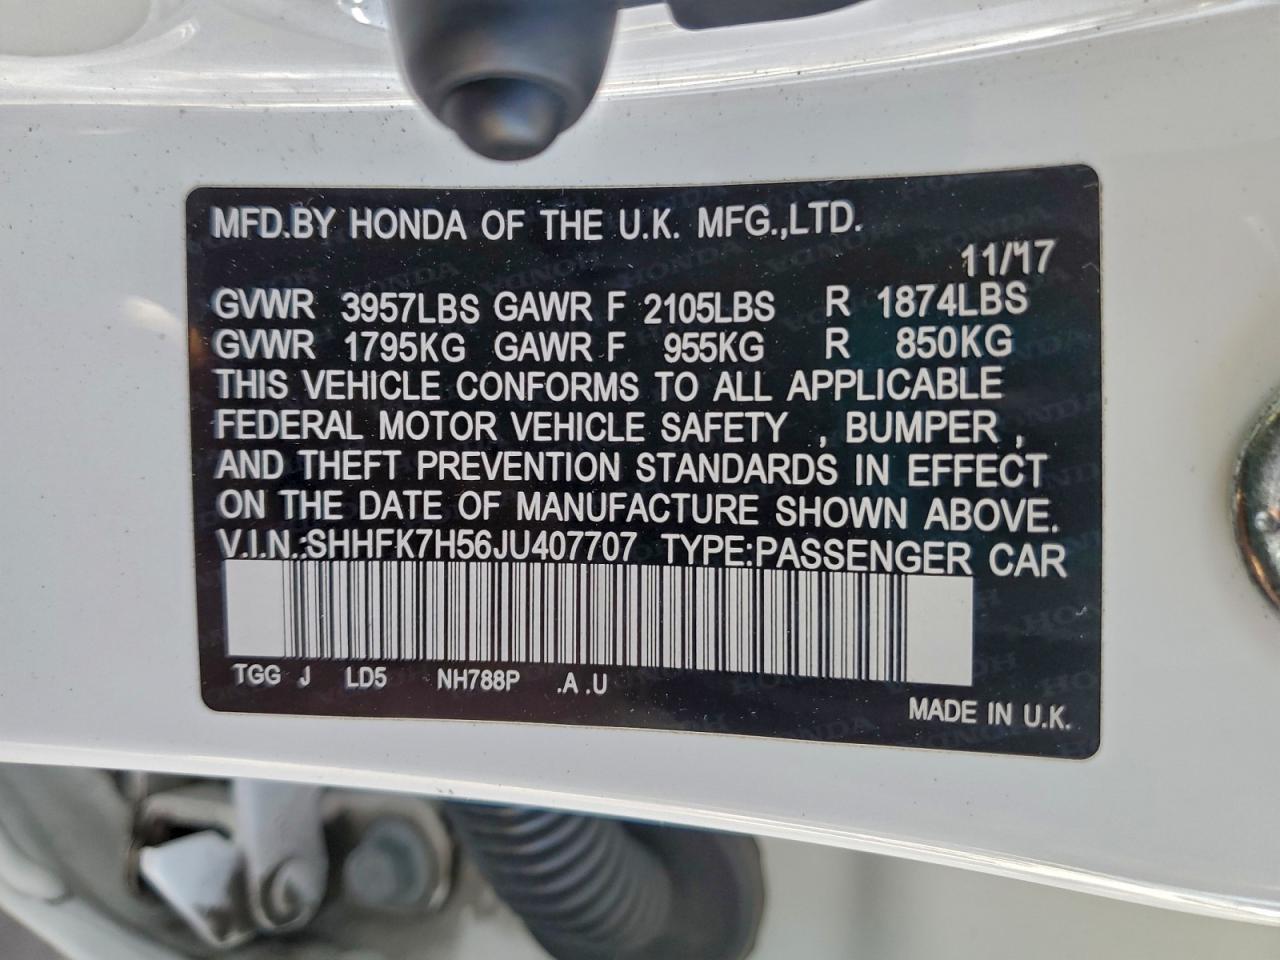 MFD.BY HONDA OF THE U.K. MFG.,LTD.
11/17
GVWR 3957LBS GAWR F 2105LBS R 1874LBS
GVWR 1795KG GAWR F 955KG R 850KG
THIS VEHICLE CONFORMS TO ALL APPLICABLE
FEDERAL MOTOR VEHICLE SAFETY , BUMPER ,
AND THEFT PREVENTION STANDARDS IN EFFECT
ON THE DATE OF MANUFACTURE SHOWN ABOVE.
V.I.N.:SHHFK7H56JU407707 TYPE:PASSENGER CAR
TGG J LD5 NH788P .A .U
MADE IN U.K.